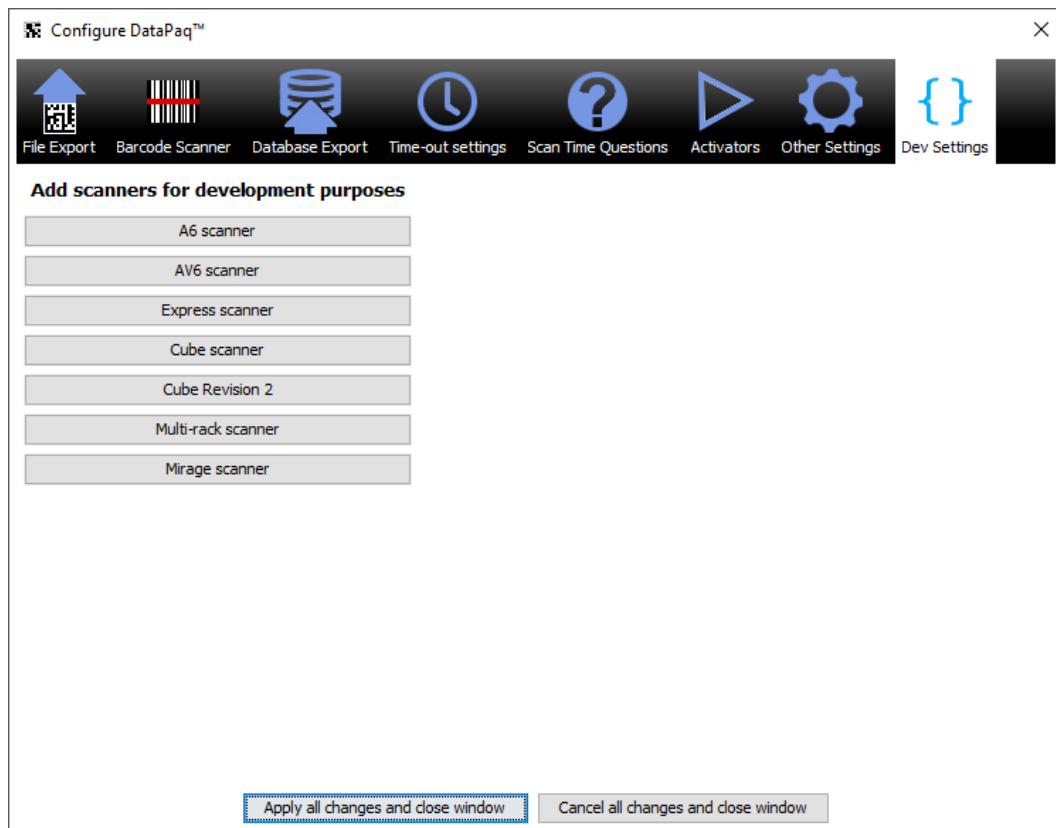 Configure DataPaq™
File Export Barcode Scanner Database Export Time-out settings Scan Time Questions Activators Other Settings Dev Settings
Add scanners for development purposes
A6 scanner
AV6 scanner
Express scanner
Cube scanner
Cube Revision 2
Multi-rack scanner
Mirage scanner
Apply all changes and close window Cancel all changes and close window